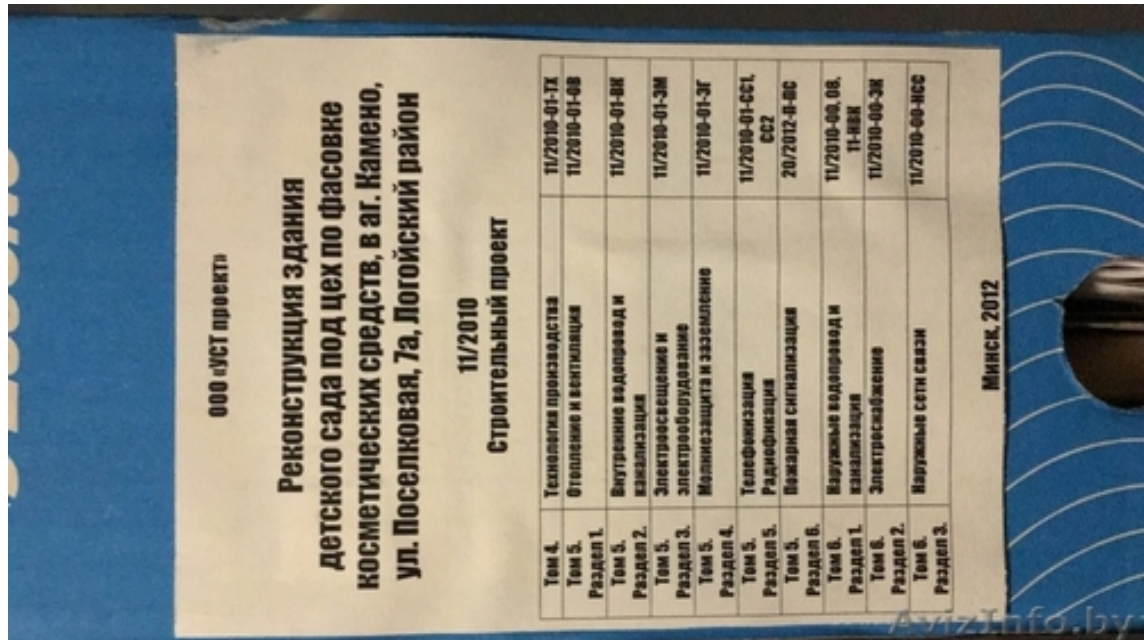 ООО «УСТ проект»
Реконструкция здания
детского сада под цех по фасовке
косметических средств, в аг. Камено,
ул. Поселковая, 7а, Логойский район
11/2010
Строительный проект
Том 4. Технология производства 11/2010-01-ТХ
Том 5. Раздел 1. Отопление и вентиляция 11/2010-01-ОВ
Том 5. Раздел 2. Внутренние водопровод и канализация 11/2010-01-ВК
Том 5. Раздел 3. Электроосвещение и электрооборудование 11/2010-01-ЭМ
Том 5. Раздел 4. Молниезащита и заземление 11/2010-01-ЭГ
Том 5. Раздел 5. Телефонизация Радиофикация 11/2010-01-СС1, СС2
Том 5. Раздел 6. Пожарная сигнализация 20/2012-П-ПС
Том 6. Раздел 1. Наружные водопровод и канализация 11/2010-00, 08, 11-НВК
Том 6. Раздел 2. Электроснабжение 11/2010-00-ЭК
Том 6. Раздел 3. Наружные сети связи 11/2010-00-НСС
Минск, 2012
AvizInfo.by